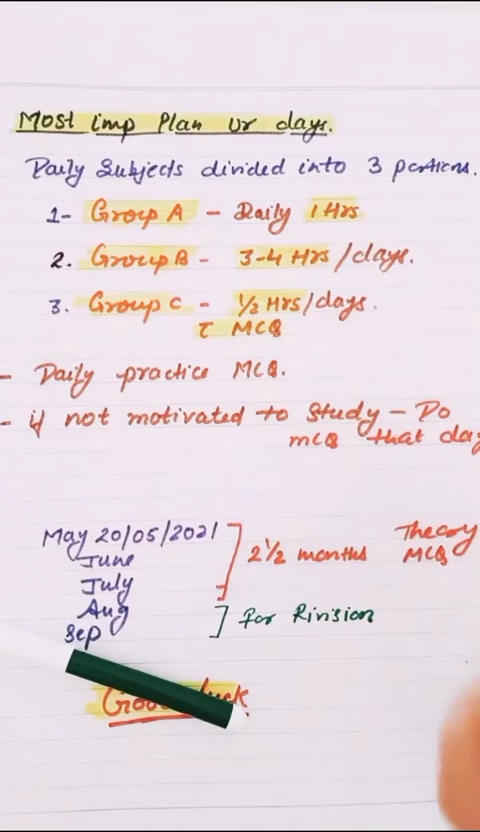 Most imp Plan ur days.
Daily Subjects divided into 3 portions.
1- Group A - Daily 1 Hrs
2. Group B - 3-4 Hrs/days.
3. Group C - 1/2 Hrs/days.
MCQ
- Daily practice MCQ.
- if not motivated to study - Do
MCQ that day
May 20/05/2021
June
July
Aug
Sep
2 1/2 months
Theory
MCQ
For Rivision